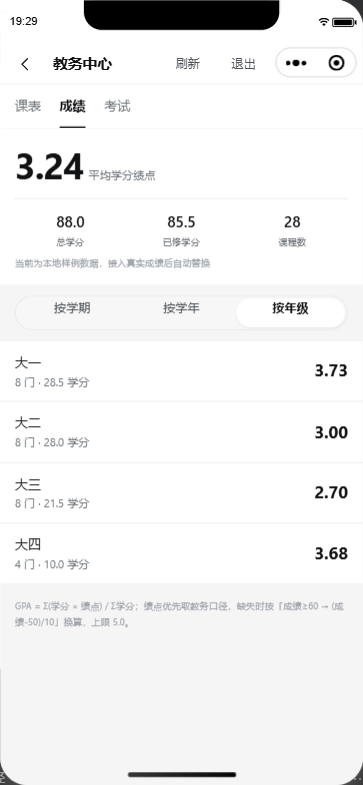 19:29
教务中心 刷新 退出
课表 成绩 考试
3.24 平均学分绩点
88.0 85.5 28
总学分 已修学分 课程数
当前为本地样例数据，接入真实成绩后自动替换
按学期 按学年 按年级
大一
8 门 · 28.5 学分
3.73
大二
8 门 · 28.0 学分
3.00
大三
8 门 · 21.5 学分
2.70
大四
4 门 · 10.0 学分
3.68
GPA = Σ(学分 × 绩点) / Σ学分；绩点优先取教务口径，缺失时按「成绩≥60 → (成
绩-50)/10」换算，上限 5.0。